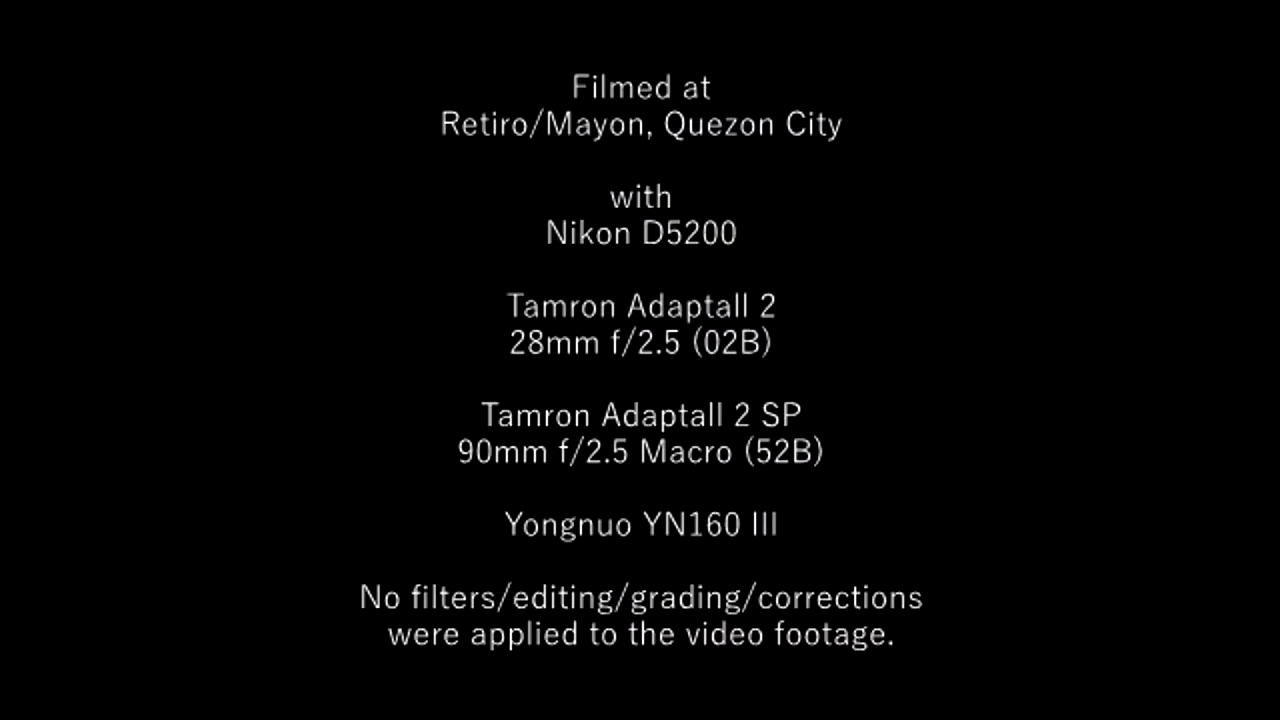 Filmed at
Retiro/Mayon, Quezon City
with
Nikon D5200
Tamron Adaptall 2
28mm f/2.5 (02B)
Tamron Adaptall 2 SP
90mm f/2.5 Macro (52B)
Yongnuo YN160 III
No filters/editing/grading/corrections
were applied to the video footage.